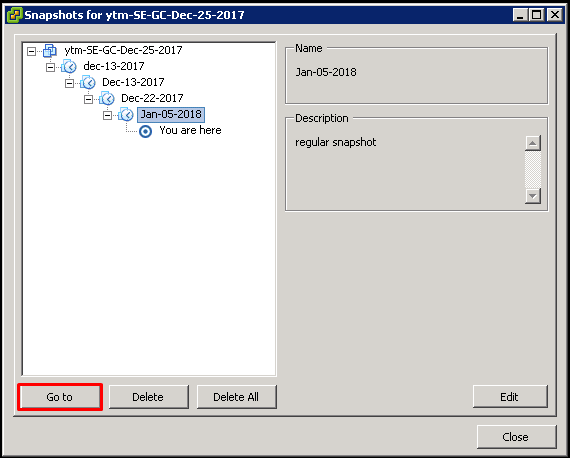 Snapshots for ytm-SE-GC-Dec-25-2017
ytm-SE-GC-Dec-25-2017
dec-13-2017
Dec-13-2017
Dec-22-2017
Jan-05-2018
You are here
Name
Jan-05-2018
Description
regular snapshot
Go to
Delete
Delete All
Edit
Close